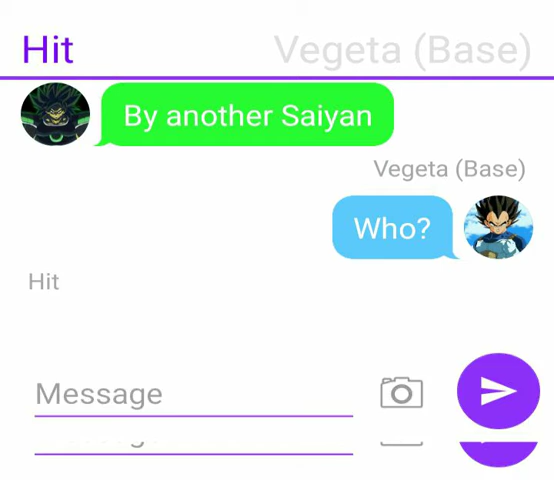 Hit Vegeta (Base)
By another Saiyan
Vegeta (Base)
Who?
Hit
Message